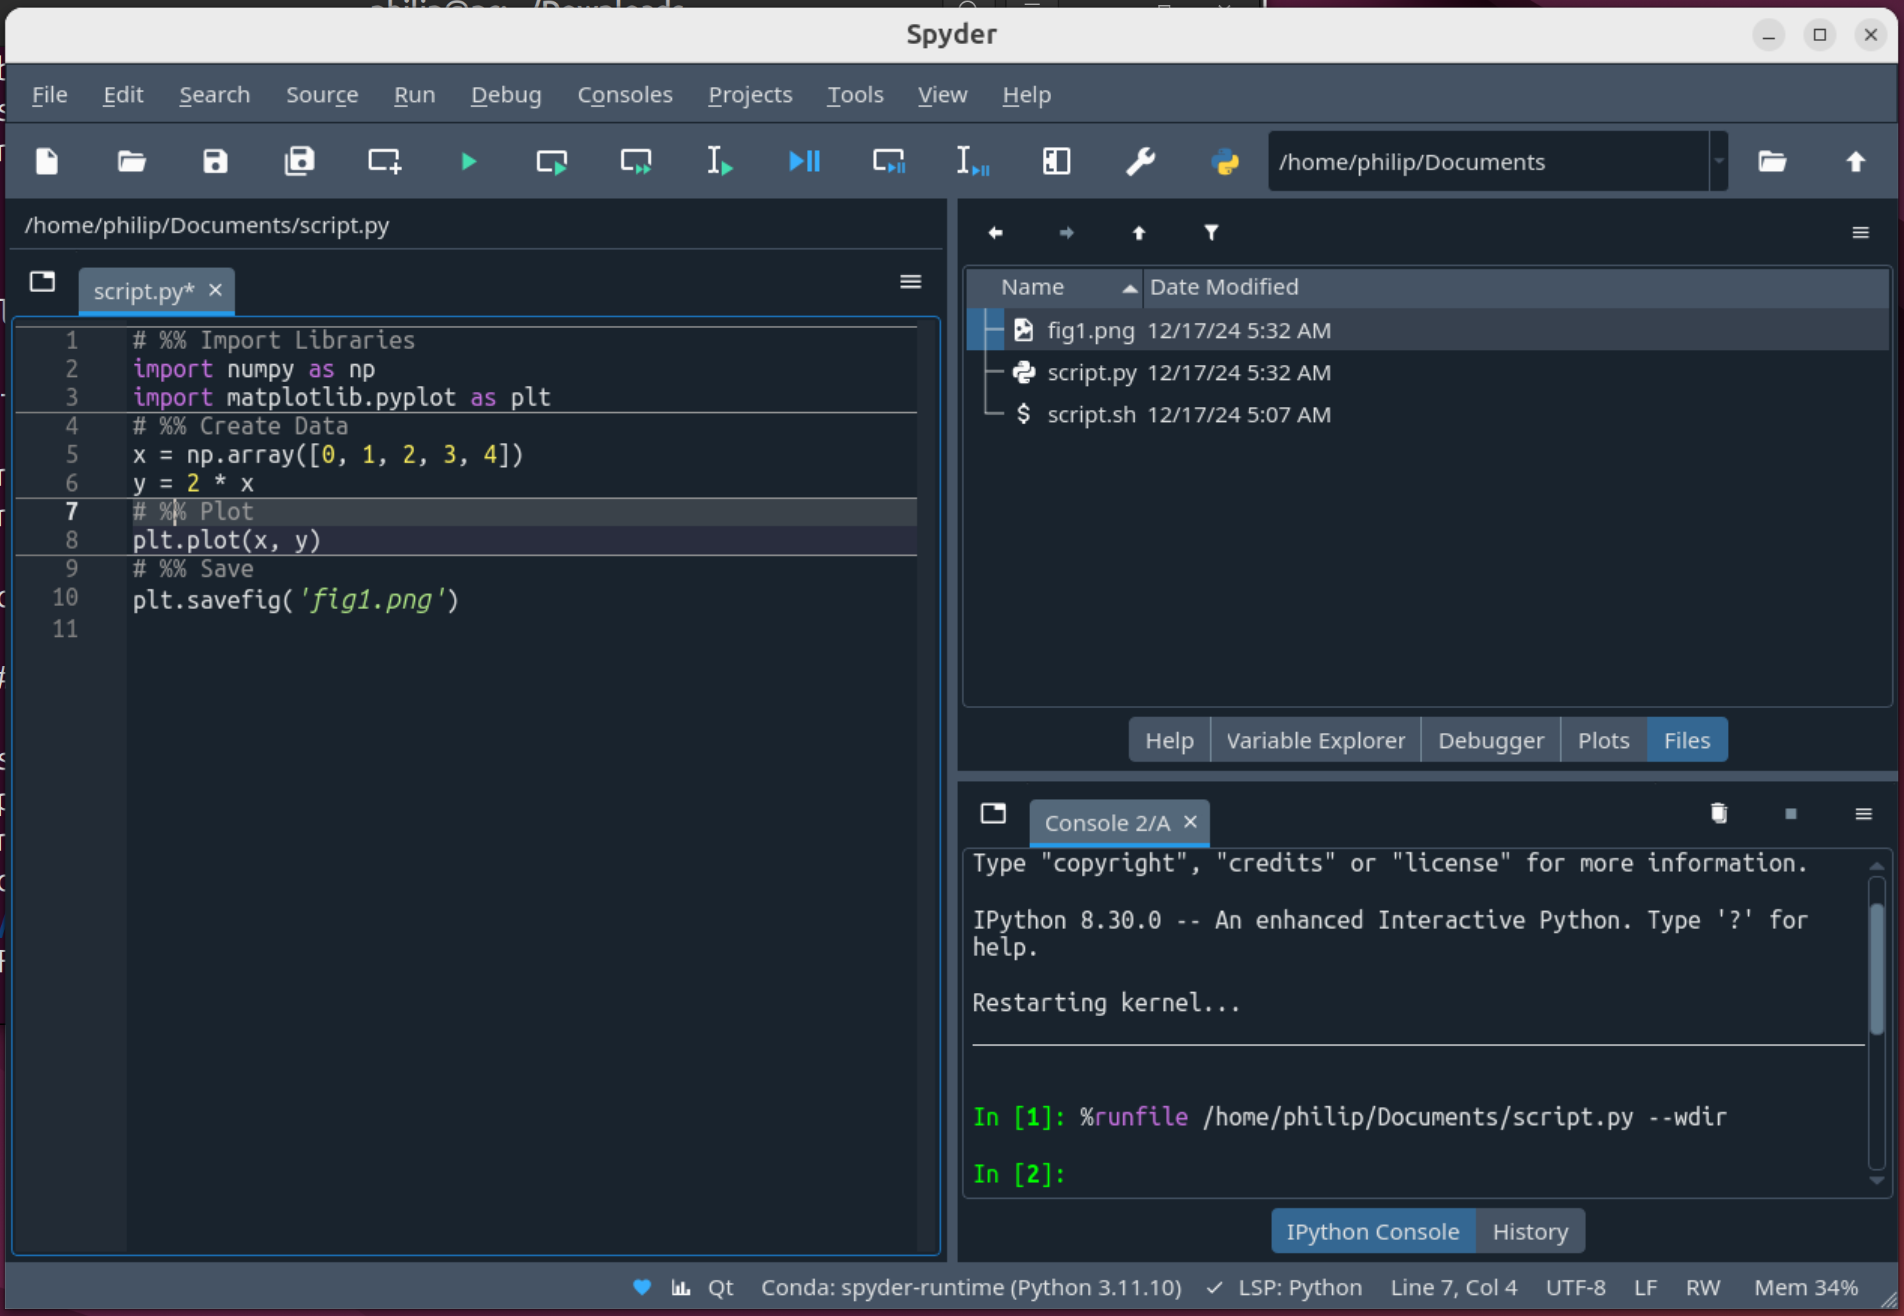 Spyder
File Edit Search Source Run Debug Consoles Projects Tools View Help
/home/philip/Documents
/home/philip/Documents/script.py
script.py*
1 # %% Import Libraries
2 import numpy as np
3 import matplotlib.pyplot as plt
4 # %% Create Data
5 x = np.array([0, 1, 2, 3, 4])
6 y = 2 * x
7 # %% Plot
8 plt.plot(x, y)
9 # %% Save
10 plt.savefig('fig1.png')
11
Name Date Modified
fig1.png 12/17/24 5:32 AM
script.py 12/17/24 5:32 AM
script.sh 12/17/24 5:07 AM
Help Variable Explorer Debugger Plots Files
Console 2/A
Type "copyright", "credits" or "license" for more information.
IPython 8.30.0 -- An enhanced Interactive Python. Type '?' for
help.
Restarting kernel...
In [1]: %runfile /home/philip/Documents/script.py --wdir
In [2]:
IPython Console History
Qt Conda: spyder-runtime (Python 3.11.10) ✓ LSP: Python Line 7, Col 4 UTF-8 LF RW Mem 34%